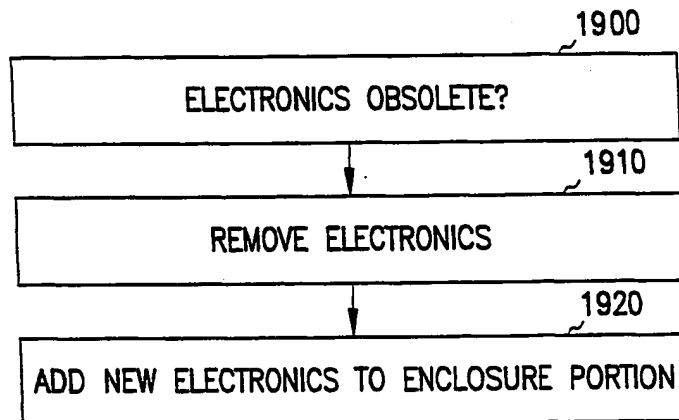 1900
ELECTRONICS OBSOLETE?
1910
REMOVE ELECTRONICS
1920
ADD NEW ELECTRONICS TO ENCLOSURE PORTION